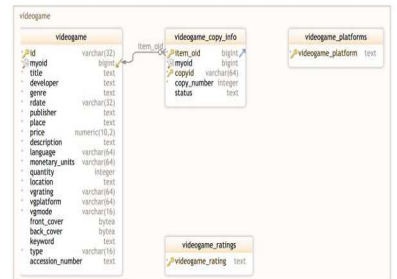 videogame
videogame
id varchar(32)
myoid bigint
title text
developer text
genre text
rdate varchar(32)
publisher text
place text
price numeric(10,2)
description text
language varchar(64)
monetary_units varchar(64)
quantity integer
location text
vgrating varchar(64)
vgplatform varchar(64)
vgmode varchar(16)
front_cover bytea
back_cover bytea
keyword text
type varchar(16)
accession_number text
item_oid
videogame_copy_info
item_oid bigint
myoid bigint
copyid varchar(64)
copy_number integer
status text
videogame_platforms
videogame_platform text
videogame_ratings
videogame_rating text